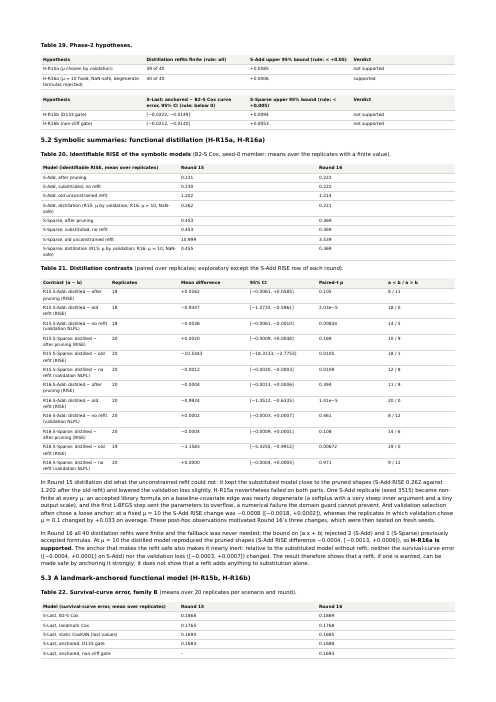 Table 19. Phase-2 hypotheses.
Hypothesis Distillation refits finite (rule: all) S-Add upper 95% bound (rule: < +0.05) Verdict
H-R15a (μ chosen by validation) 39 of 40 +0.0585 not supported
H-R16a (μ = 10 fixed, NaN-safe, degenerate 40 of 40 +0.0006 supported
formulas rejected)
Hypothesis S-Last: anchored − B2-S Cox curve S-Sparse upper 95% bound (rule: < Verdict
error, 95% CI (rule: below 0) +0.005)
H-R15b (D133 gate) [−0.0222, −0.0149] +0.0094 not supported
H-R16b (non-cliff gate) [−0.0212, −0.0140] +0.0053 not supported
5.2 Symbolic summaries: functional distillation (H-R15a, H-R16a)
Table 20. Identifiable RISE of the symbolic models (B2-S Cox, seed-0 member; means over the replicates with a finite value).
Model (identifiable RISE, mean over replicates) Round 15 Round 16
S-Add, after pruning 0.231 0.222
S-Add, substituted, no refit 0.230 0.222
S-Add, old unconstrained refit 1.202 1.214
S-Add, distillation (R15: μ by validation; R16: μ = 10, NaN- 0.262 0.221
safe)
S-Sparse, after pruning 0.453 0.369
S-Sparse, substituted, no refit 0.453 0.369
S-Sparse, old unconstrained refit 10.999 3.539
S-Sparse, distillation (R15: μ by validation, R16: μ = 10, NaN- 0.455 0.369
safe)
Table 21. Distillation contrasts (paired over replicates; exploratory except the S-Add RISE row of each round).
Contrast (a − b) Replicates Mean difference 95% CI Paired-t p a < b / a > b
R15 S-Add: distilled − after 19 +0.0262 [−0.0061, +0.0585] 0.105 8 / 11
pruning (RISE)
R15 S-Add: distilled − old 18 −0.9347 [−1.2732, −0.5961] 2.03e−5 18 / 0
refit (RISE)
R15 S-Add: distilled − no refit 19 −0.0036 [−0.0061, −0.0010] 0.00834 14 / 5
(validation NLPL)
R15 S-Sparse: distilled − 20 +0.0020 [−0.0009, +0.0048] 0.169 10 / 9
after pruning (RISE)
R15 S-Sparse: distilled − old 20 −10.5443 [−18.3133, −2.7753] 0.0105 18 / 1
refit (RISE)
R15 S-Sparse: distilled − no 20 −0.0012 [−0.0020, −0.0003] 0.0109 12 / 8
refit (validation NLPL)
R16 S-Add: distilled − after 20 −0.0004 [−0.0013, +0.0006] 0.394 11 / 9
pruning (RISE)
R16 S-Add: distilled − old 20 −0.9924 [−1.3512, −0.6335] 1.41e−5 20 / 0
refit (RISE)
R16 S-Add: distilled − no refit 20 +0.0002 [−0.0003, +0.0007] 0.461 8 / 12
(validation NLPL)
R16 S-Sparse: distilled − 20 −0.0004 [−0.0009, +0.0001] 0.108 14 / 6
after pruning (RISE)
R16 S-Sparse: distilled − old 19 −3.1583 [−5.3255, −0.9912] 0.00672 19 / 0
refit (RISE)
R16 S-Sparse: distilled − no 20 +0.0000 [−0.0004, +0.0005] 0.971 9 / 11
refit (validation NLPL)
In Round 15 distillation did what the unconstrained refit could not: it kept the substituted model close to the pruned shapes (S-Add RISE 0.262 against
1.202 after the old refit) and lowered the validation loss slightly. H-R15a nevertheless failed on both parts. One S-Add replicate (seed 3515) became non-
finite at every μ: an accepted library formula on a baseline-covariate edge was nearly degenerate (a softplus with a very steep inner argument and a tiny
output scale), and the first L-BFGS step sent the parameters to overflow, a numerical failure the domain guard cannot prevent. And validation selection
often chose a loose anchor: at a fixed μ = 10 the S-Add RISE change was −0.0008 ([−0.0018, +0.0002]), whereas the replicates in which validation chose
μ = 0.1 changed by +0.033 on average. These post-hoc observations motivated Round 16's three changes, which were then tested on fresh seeds.
In Round 16 all 40 distillation refits were finite and the fallback was never needed; the bound on |a × b| rejected 2 (S-Add) and 1 (S-Sparse) previously
accepted formulas. At μ = 10 the distilled model reproduced the pruned shapes (S-Add RISE difference −0.0004, [−0.0013, +0.0006]), so H-R16a is
supported. The anchor that makes the refit safe also makes it nearly inert: relative to the substituted model without refit, neither the survival-curve error
([−0.0004, +0.0001] on S-Add) nor the validation loss ([−0.0003, +0.0007]) changed. The result therefore shows that a refit, if one is wanted, can be
made safe by anchoring it strongly; it does not show that a refit adds anything to substitution alone.
5.3 A landmark-anchored functional model (H-R15b, H-R16b)
Table 22. Survival-curve error, family B (means over 20 replicates per scenario and round).
Model (survival-curve error, mean over replicates) Round 15 Round 16
S-Last, B2-S Cox 0.1868 0.1869
S-Last, landmark Cox 0.1765 0.1768
S-Last, static CoxKAN (last values) 0.1690 0.1685
S-Last, anchored, D133 gate 0.1683 0.1688
S-Last, anchored, non-cliff gate – 0.1693